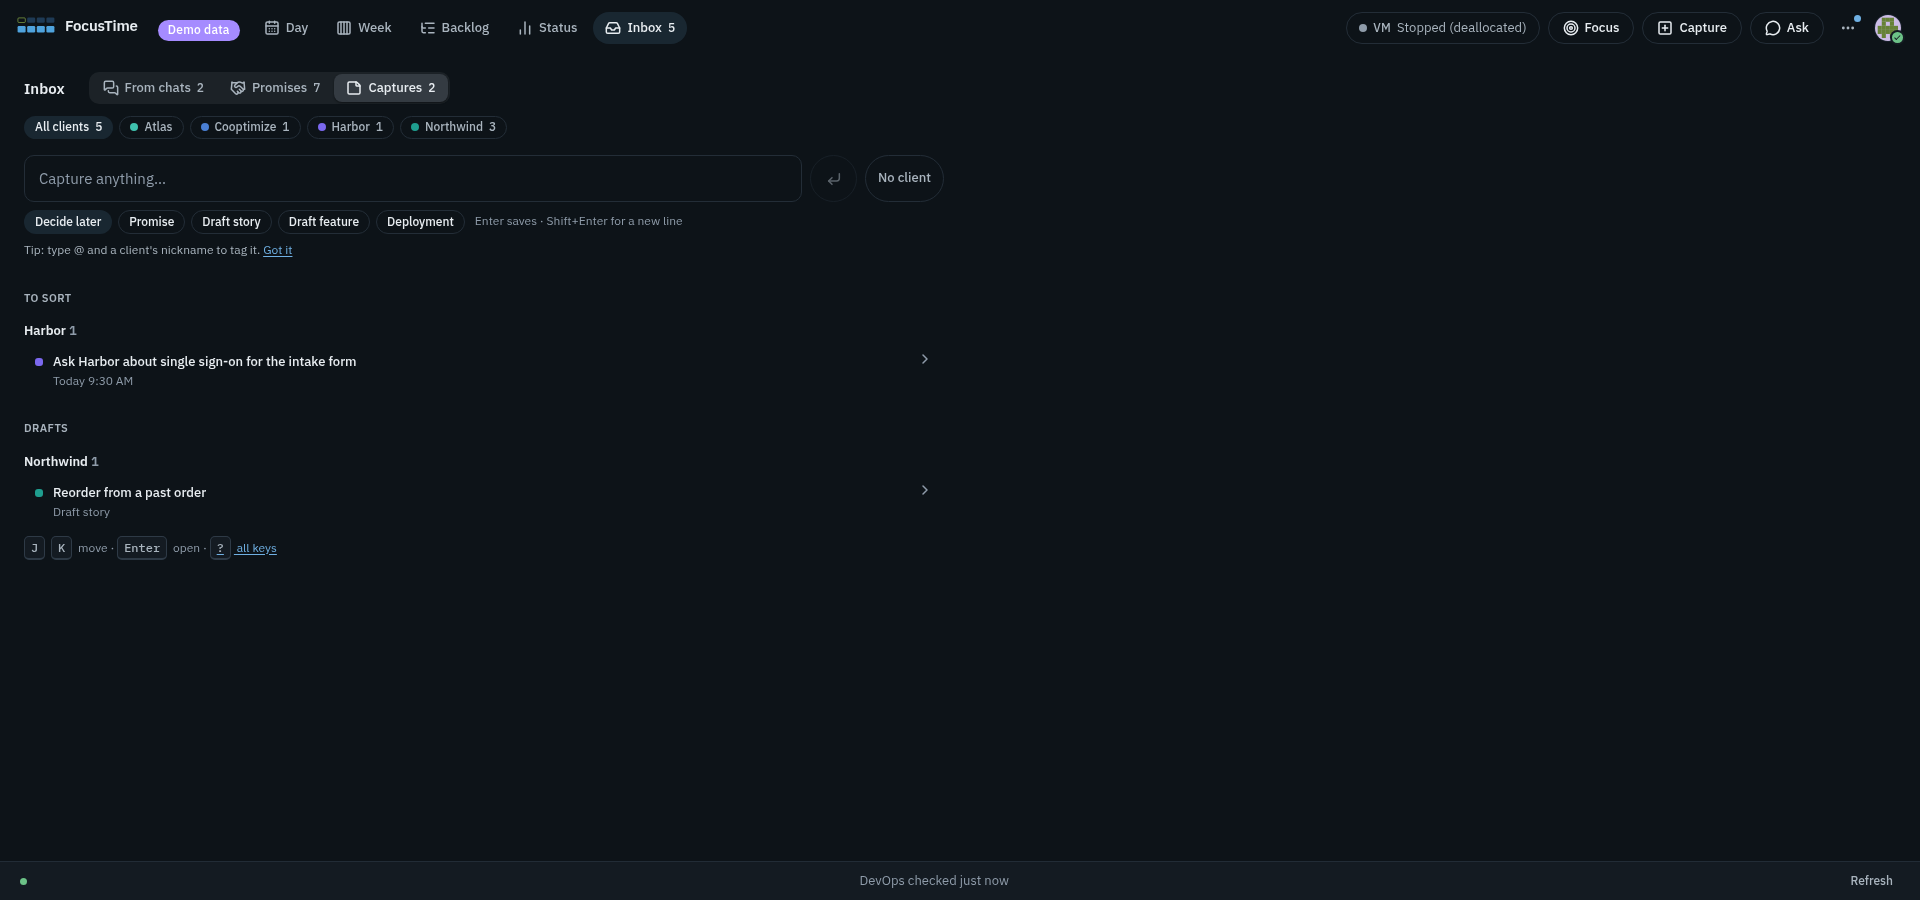 FocusTime
Demo data
Day
Week
Backlog
Status
Inbox 5
VM Stopped (deallocated)
Focus
Capture
Ask
Inbox
From chats 2
Promises 7
Captures 2
All clients 5
Atlas
Cooptimize 1
Harbor 1
Northwind 3
Capture anything...
No client
Decide later
Promise
Draft story
Draft feature
Deployment
Enter saves · Shift+Enter for a new line
Tip: type @ and a client's nickname to tag it. Got it
TO SORT
Harbor 1
Ask Harbor about single sign-on for the intake form
Today 9:30 AM
DRAFTS
Northwind 1
Reorder from a past order
Draft story
J K move · Enter open · ? all keys
DevOps checked just now
Refresh